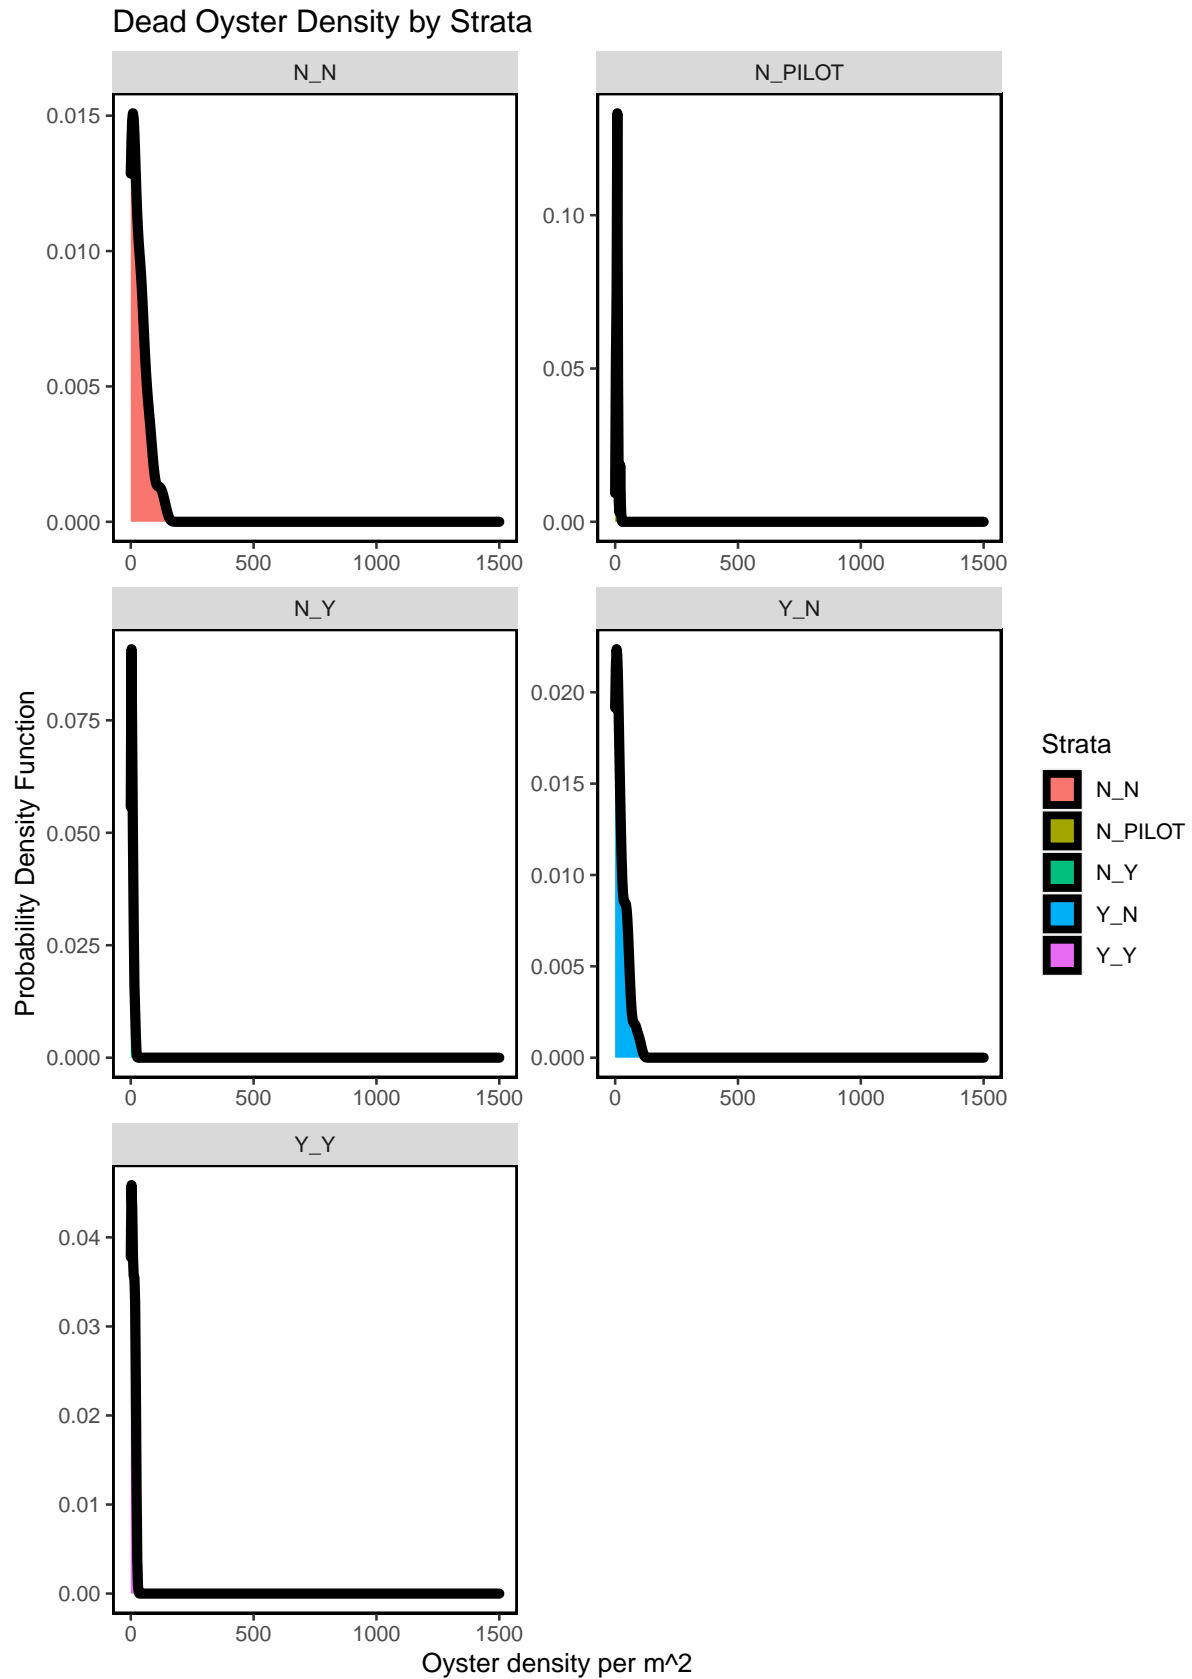 Dead Oyster Density by Strata
N_N
N_PILOT
0.015
0.010
0.005
0.000
0 500 1000 1500
0.10
0.05
0.00
0 500 1000 1500
N_Y
Y_N
0.075
0.050
0.025
0.000
0 500 1000 1500
0.020
0.015
0.010
0.005
0.000
0 500 1000 1500
Y_Y
0.04
0.03
0.02
0.01
0.00
0 500 1000 1500
Probability Density Function
Oyster density per m^2
Strata
N_N
N_PILOT
N_Y
Y_N
Y_Y